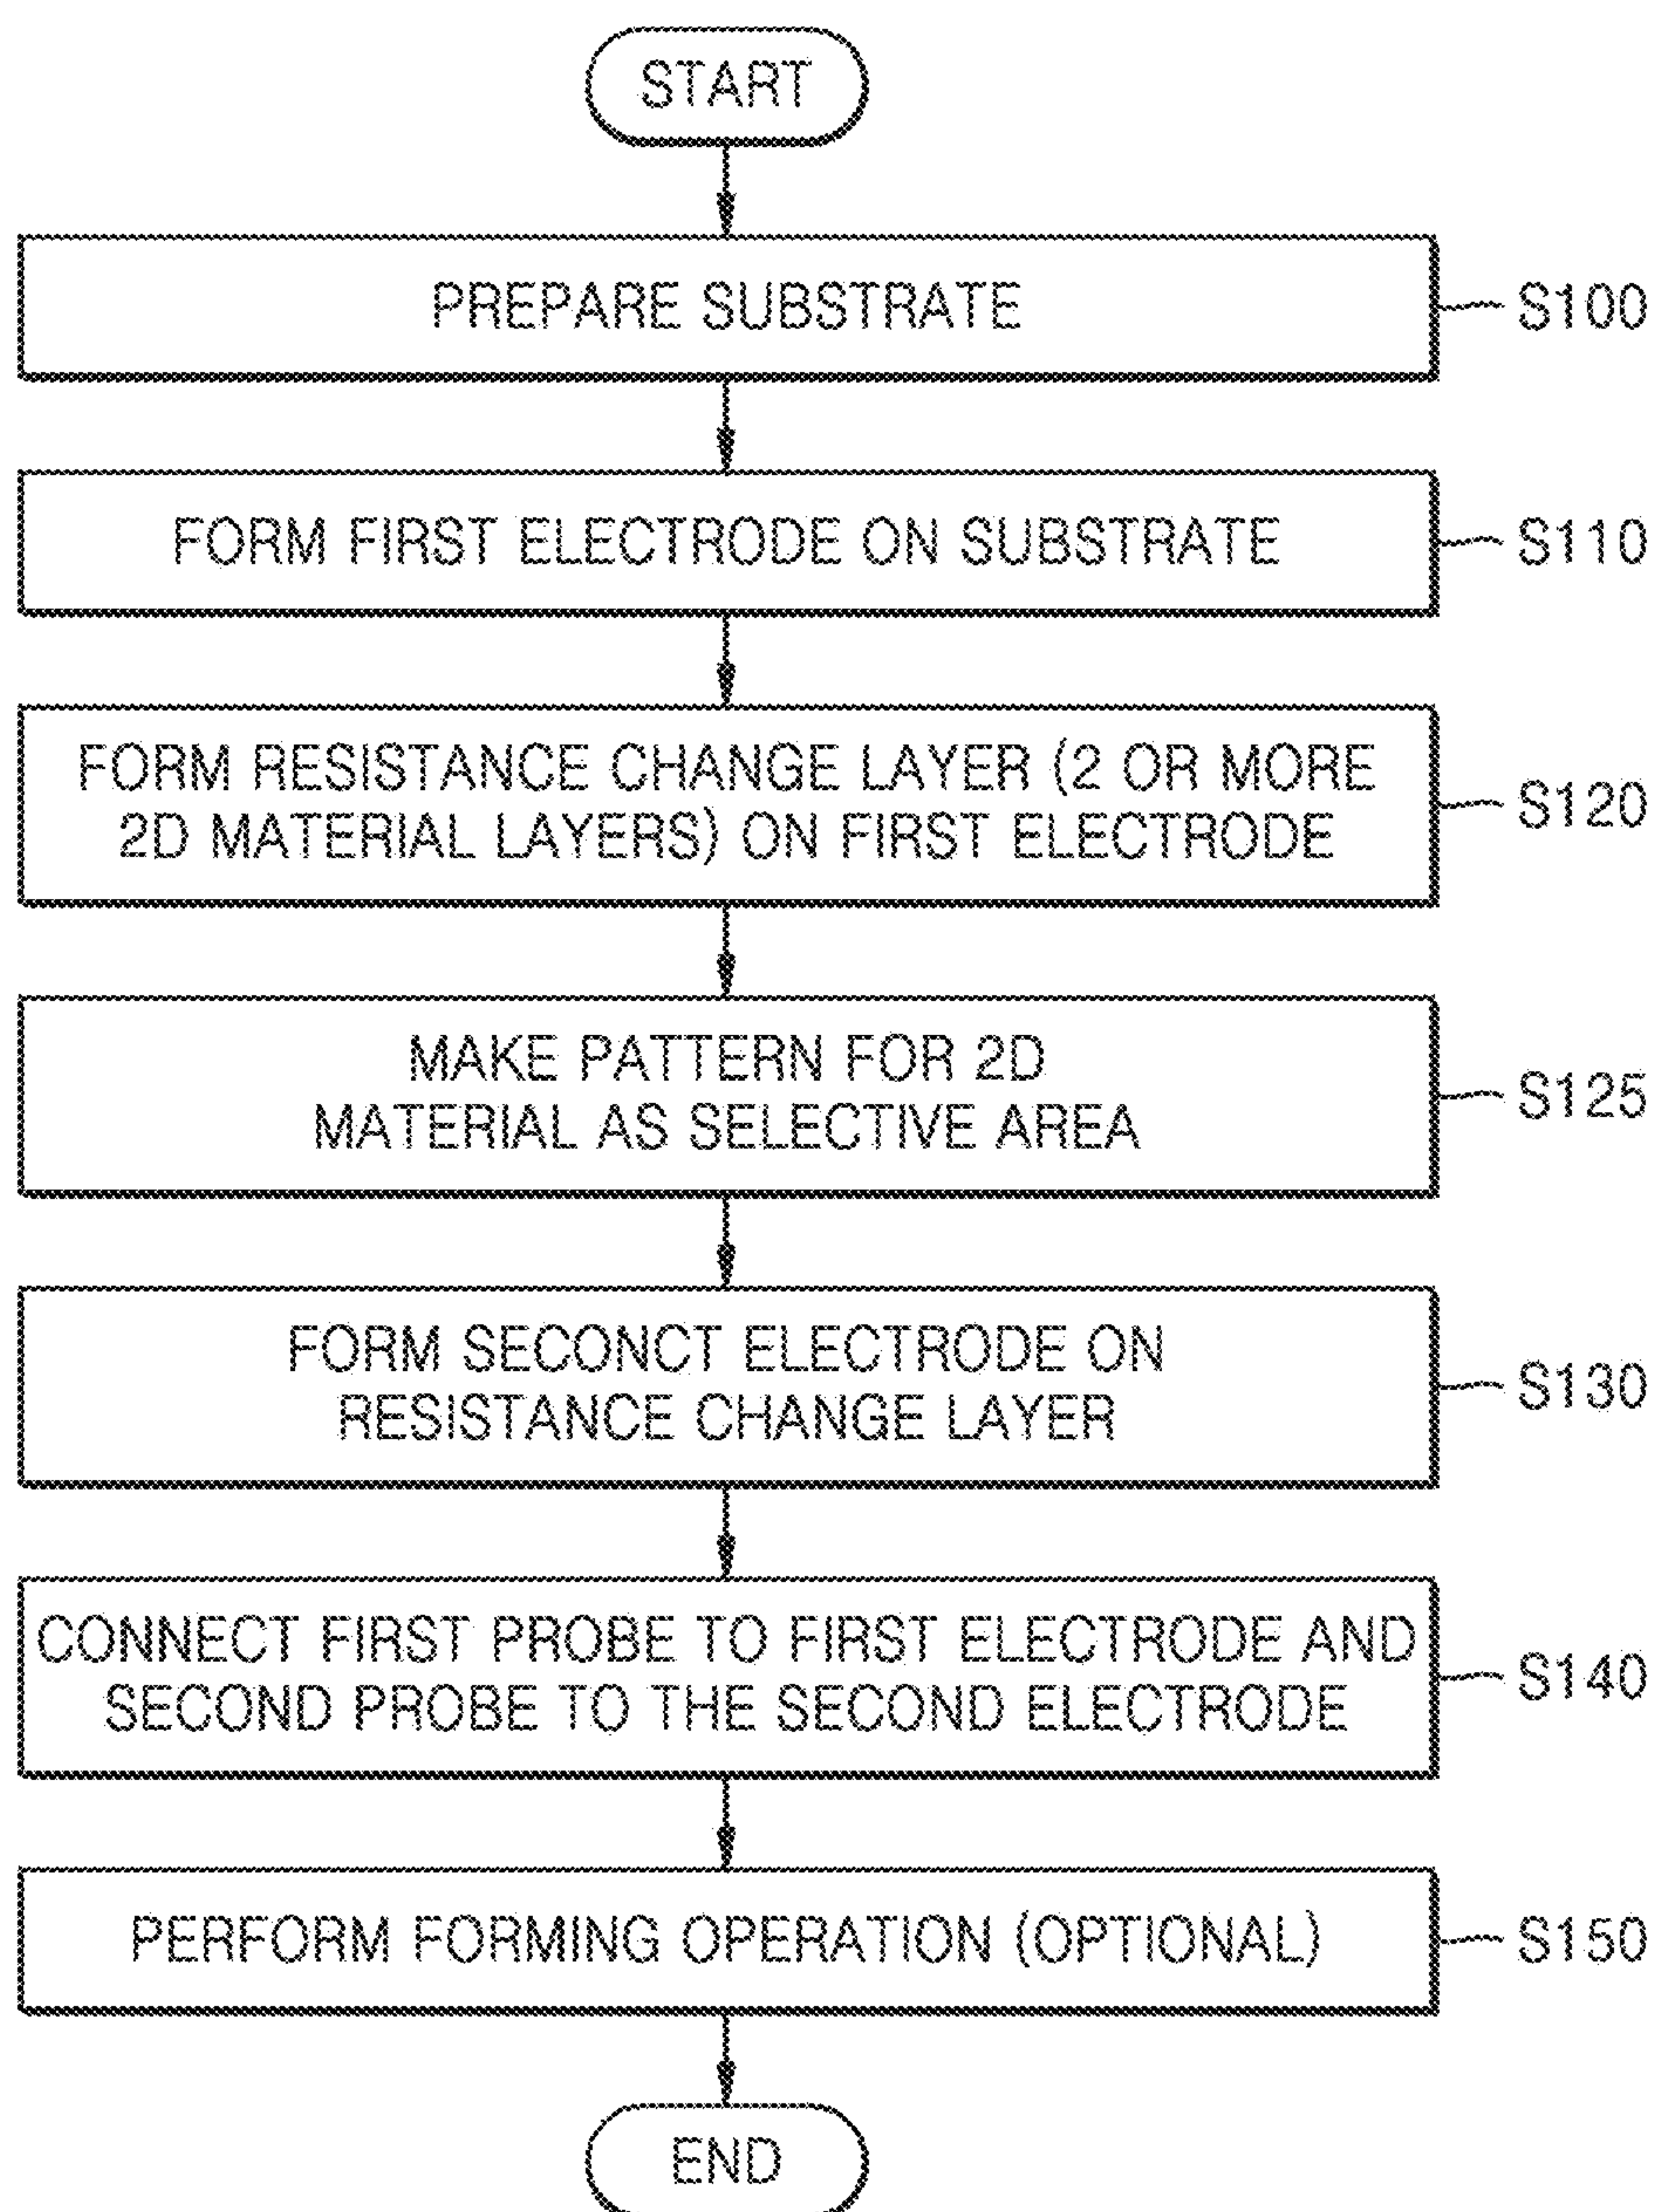 START
PREPARE SUBSTRATE
S100
FORM FIRST ELECTRODE ON SUBSTRATE
S110
FORM RESISTANCE CHANGE LAYER (2 OR MORE
2D MATERIAL LAYERS) ON FIRST ELECTRODE
S120
MAKE PATTERN FOR 2D
MATERIAL AS SELECTIVE AREA
S125
FORM SECONCT ELECTRODE ON
RESISTANCE CHANGE LAYER
S130
CONNECT FIRST PROBE TO FIRST ELECTRODE AND
SECOND PROBE TO THE SECOND ELECTRODE
S140
PERFORM FORMING OPERATION (OPTIONAL)
S150
END